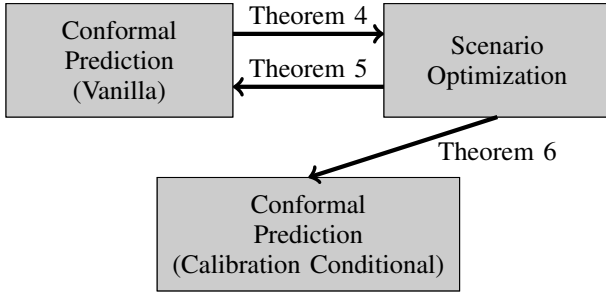 Conformal
Prediction
(Vanilla)
Theorem 4
Theorem 5
Scenario
Optimization
Theorem 6
Conformal
Prediction
(Calibration Conditional)